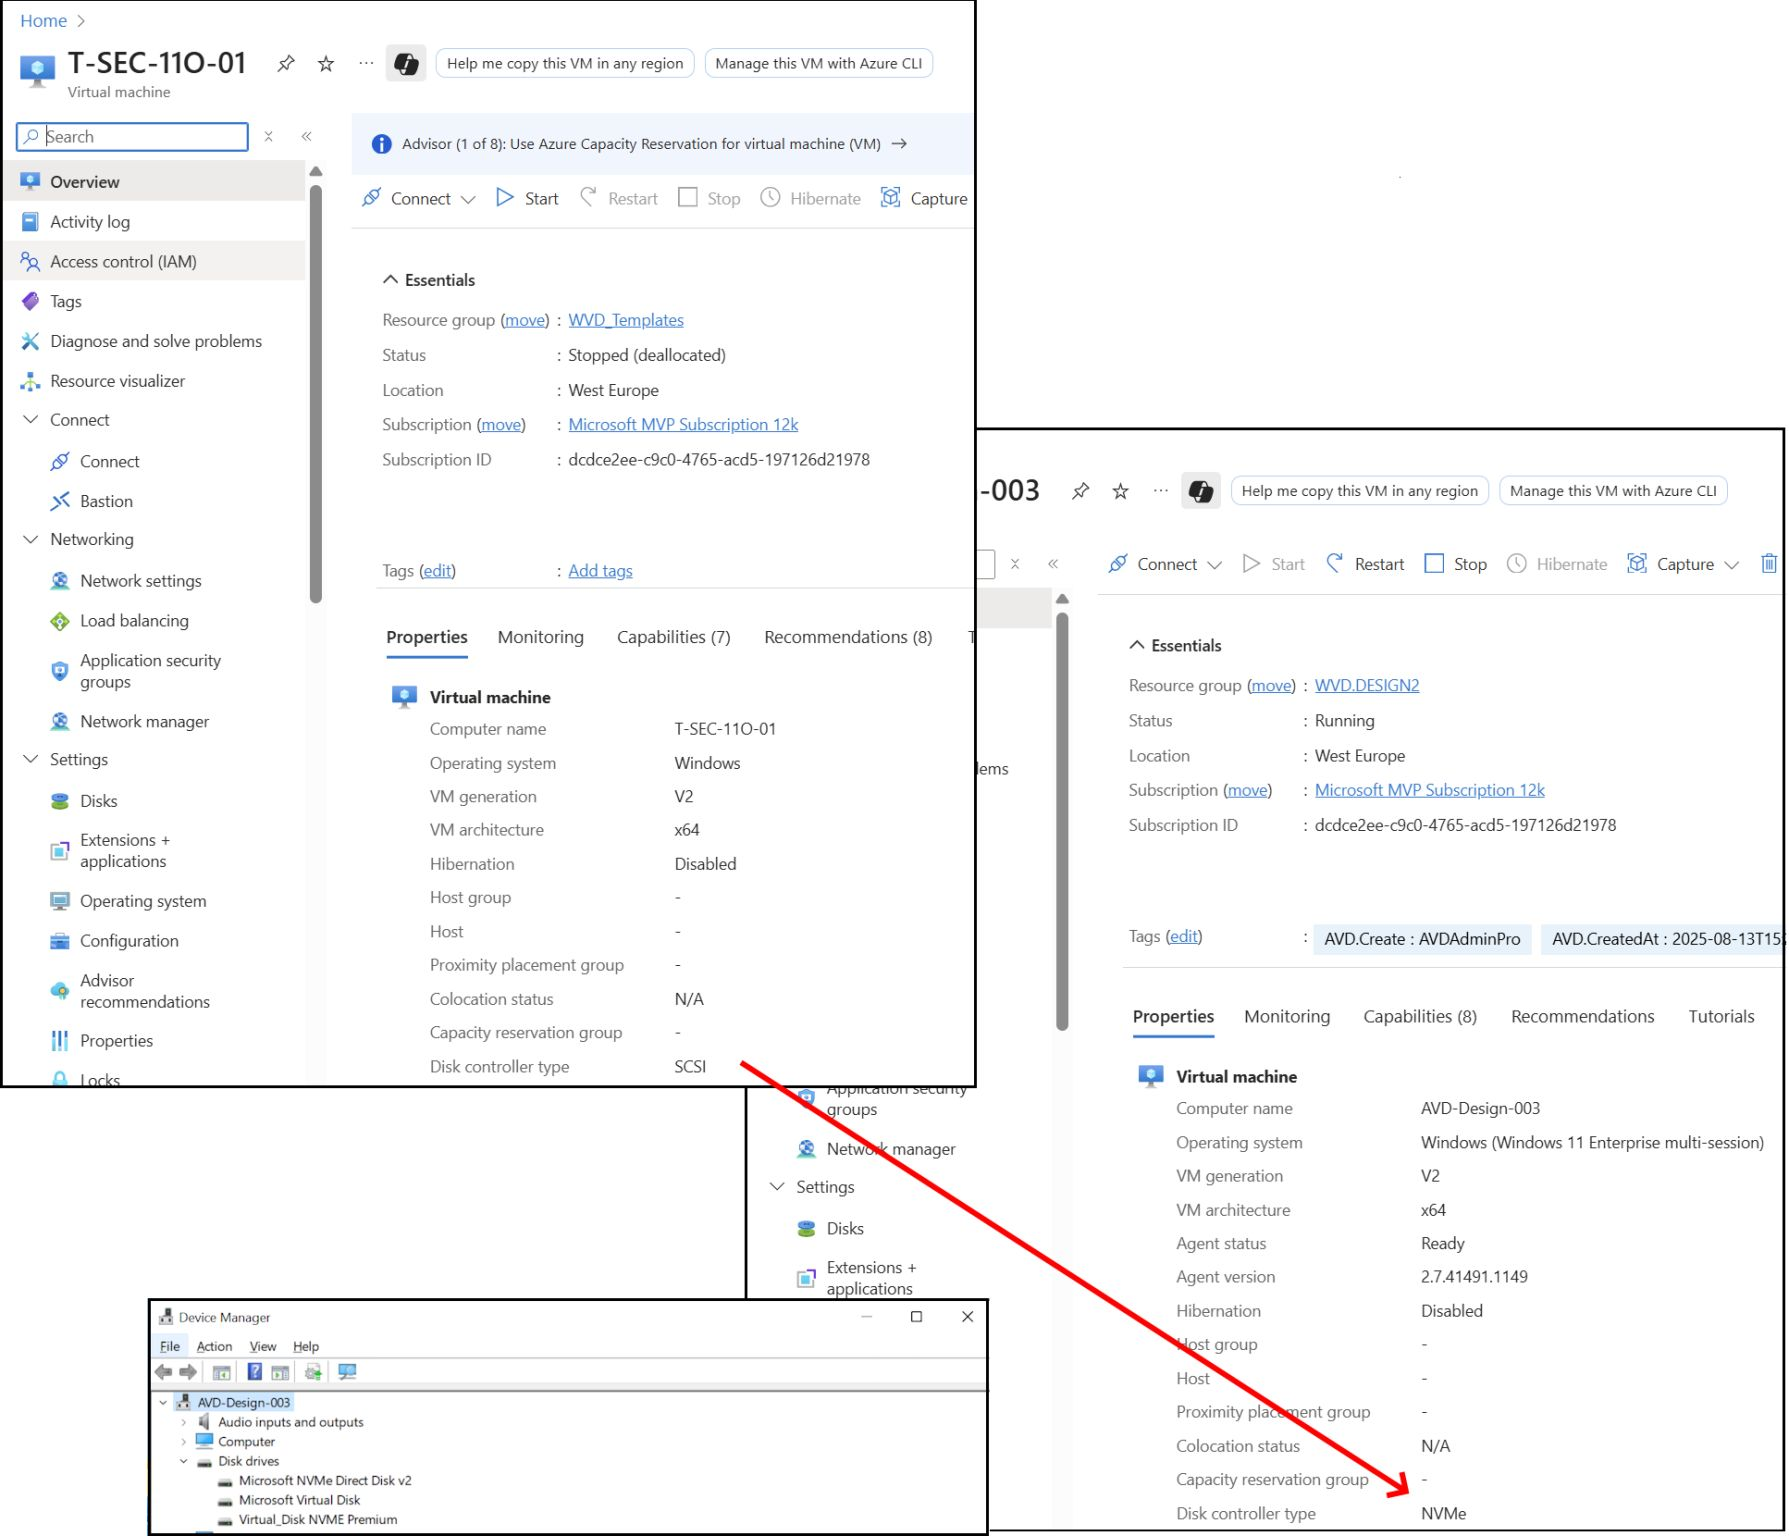 Home
T-SEC-11O-01
Help me copy this VM in any region
Manage this VM with Azure CLI
Virtual machine
Search
Advisor (1 of 8): Use Azure Capacity Reservation for virtual machine (VM) →
Connect
Start
Restart
Stop
Hibernate
Capture
Overview
Activity log
Access control (IAM)
Tags
Diagnose and solve problems
Resource visualizer
Connect
Connect
Bastion
Networking
Network settings
Load balancing
Application security
groups
Network manager
Settings
Disks
Extensions +
applications
Operating system
Configuration
Advisor
recommendations
Properties
Locks
Essentials
Resource group (move) : WVD_Templates
Status : Stopped (deallocated)
Location : West Europe
Subscription (move) : Microsoft MVP Subscription 12k
Subscription ID : dcdce2ee-c9c0-4765-acd5-197126d21978
Tags (edit) : Add tags
Properties
Monitoring
Capabilities (7)
Recommendations (8)
T
Virtual machine
Computer name T-SEC-11O-01
Operating system Windows
VM generation V2
VM architecture x64
Hibernation Disabled
Host group -
Host -
Proximity placement group -
Colocation status N/A
Capacity reservation group -
Disk controller type SCSI
-003
Help me copy this VM in any region
Manage this VM with Azure CLI
Connect
Start
Restart
Stop
Hibernate
Capture
lems
Application security
groups
Network manager
Settings
Disks
Extensions +
applications
Essentials
Resource group (move) : WVD.DESIGN2
Status : Running
Location : West Europe
Subscription (move) : Microsoft MVP Subscription 12k
Subscription ID : dcdce2ee-c9c0-4765-acd5-197126d21978
Tags (edit) : AVD.Create : AVDAdminPro AVD.CreatedAt : 2025-08-13T15
Properties
Monitoring
Capabilities (8)
Recommendations
Tutorials
Virtual machine
Computer name AVD-Design-003
Operating system Windows (Windows 11 Enterprise multi-session)
VM generation V2
VM architecture x64
Agent status Ready
Agent version 2.7.41491.1149
Hibernation Disabled
Host group -
Host -
Proximity placement group -
Colocation status N/A
Capacity reservation group -
Disk controller type NVMe
Device Manager
File Action View Help
AVD-Design-003
Audio inputs and outputs
Computer
Disk drives
Microsoft NVMe Direct Disk v2
Microsoft Virtual Disk
Virtual_Disk NVME Premium